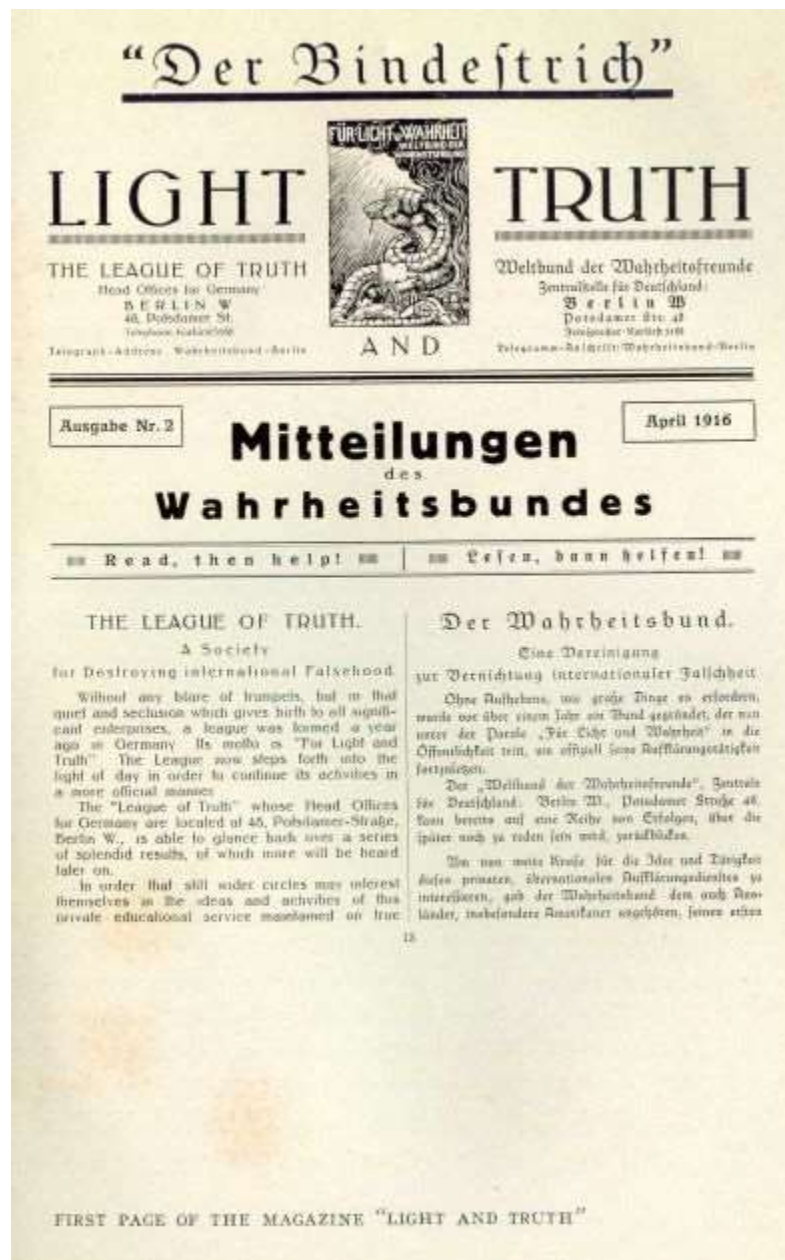 “Der Bindeſtrich”
FÜR LICHT u. WAHRHEIT
LIGHT
AND
TRUTH
THE LEAGUE OF TRUTH
Head Offices for Germany
BERLIN W
48, Potsdamer St.
Telegraph-Address: Wahrheitsbund-Berlin
Weltbund der Wahrheitsfreunde
Zentralſtelle für Deutſchland:
Berlin W
Potsdamer Str. 48
Telegramm-Anſchrift: Wahrheitsbund-Berlin
Ausgabe Nr. 2
April 1916
Mitteilungen
des
Wahrheitsbundes
Read, then help!
Leſen, dann helfen!
THE LEAGUE OF TRUTH.
A Society
for Destroying international Falsehood
Without any blare of trumpets, but in that
quiet and seclusion which gives birth to all signifi-
cant enterprises, a league was formed a year
ago in Germany Its motto is "For Light and
Truth" The League now steps forth into the
light of day in order to continue its activities in
a more official manner
The "League of Truth" whose Head Offices
for Germany are located at 48, Potsdamer-Straße,
Berlin W., is able to glance back over a series
of splendid results, of which more will be heard
later on.
In order that still wider circles may interest
themselves in the ideas and activities of this
private educational service maintained on true
Der Wahrheitsbund.
Eine Vereinigung
zur Vernichtung internationaler Falſchheit
Ohne Aufhebens, wie große Dinge es erfordern,
wurde vor über einem Jahr ein Bund gegründet, der nun
unter der Parole „Für Licht und Wahrheit“ in die
Öffentlichkeit tritt, um offiziell ſeine Aufklärungstätigkeit
fortzuſetzen.
Der „Weltbund der Wahrheitsfreunde“, Zentrale
für Deutſchland: Berlin W., Potsdamer Straße 48,
kann bereits auf eine Reihe von Erfolgen, über die
ſpäter noch zu reden ſein wird, zurückblicken.
Um nun weite Kreiſe für die Idee und Tätigkeit
dieſes privaten, übernationalen Aufklärungsdienſtes zu
intereſſieren, gab der Wahrheitsbund dem auch Aus-
länder, insbeſondere Amerikaner angehören, ſeinen erſten
13
FIRST PAGE OF THE MAGAZINE “LIGHT AND TRUTH”